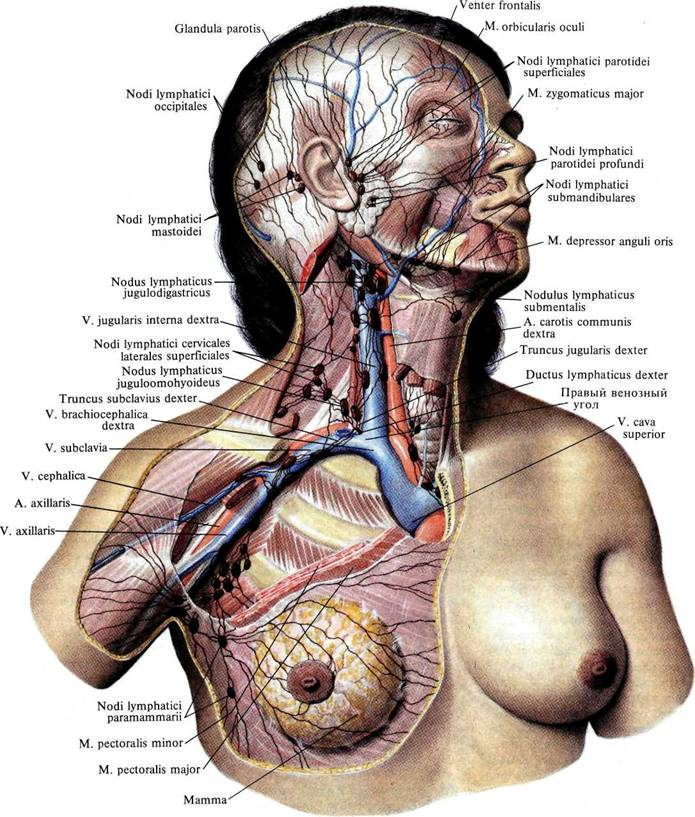 Venter frontalis
Glandula parotis
M. orbicularis oculi
Nodi lymphatici parotidei
superficiales
Nodi lymphatici
occipitales
M. zygomaticus major
Nodi lymphatici
parotidei profundi
Nodi lymphatici
submandibulares
Nodi lymphatici
mastoidei
M. depressor anguli oris
Nodus lymphaticus
jugulodigastricus
Nodulus lymphaticus
submentalis
V. jugularis interna dextra
A. carotis communis
dextra
Nodi lymphatici cervicales
laterales superficiales
Truncus jugularis dexter
Nodus lymphaticus
juguloomohyoideus
Ductus lymphaticus dexter
Truncus subclavius dexter
Правый венозный
угол
V. brachiocephalica
dextra
V. cava
superior
V. subclavia
V. cephalica
A. axillaris
V. axillaris
Nodi lymphatici
paramammarii
M. pectoralis minor
M. pectoralis major
Mamma